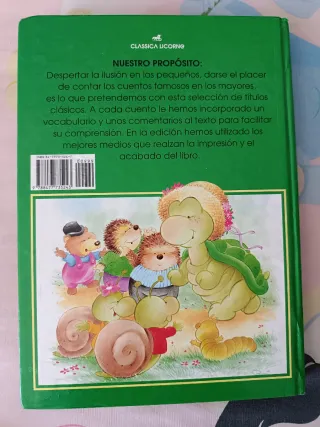 CLASSICA LICORNE
NUESTRO PROPÓSITO:
Despertar la ilusión en los pequeños, darse el placer
de contar los cuentos famosos en los mayores,
es lo que pretendemos con esta selección de títulos
clásicos. A cada cuento le hemos incorporado un
vocabulario y unos comentarios al texto para facilitar
su comprensión. En la edición hemos utilizado los
mejores medios que realzan la impresión y el
acabado del libro.